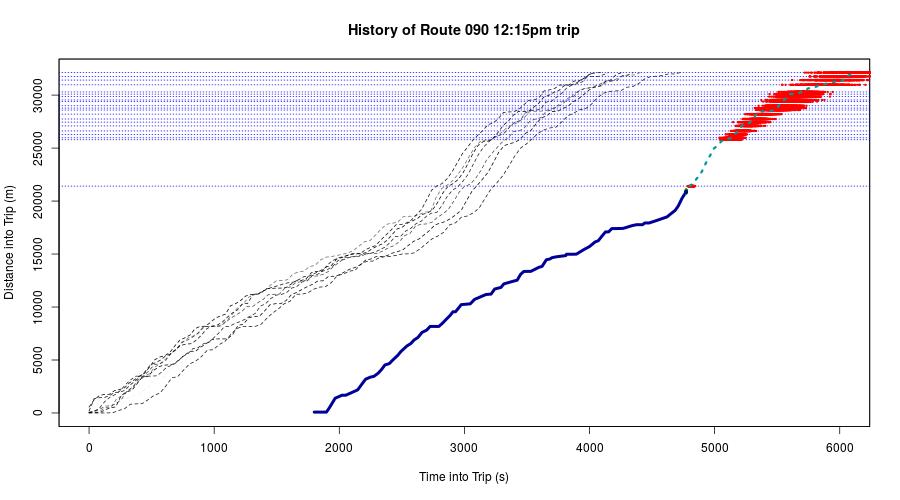 History of Route 090 12:15pm trip
Distance into Trip (m)
30000
25000
20000
15000
10000
5000
0
0 1000 2000 3000 4000 5000 6000
Time into Trip (s)